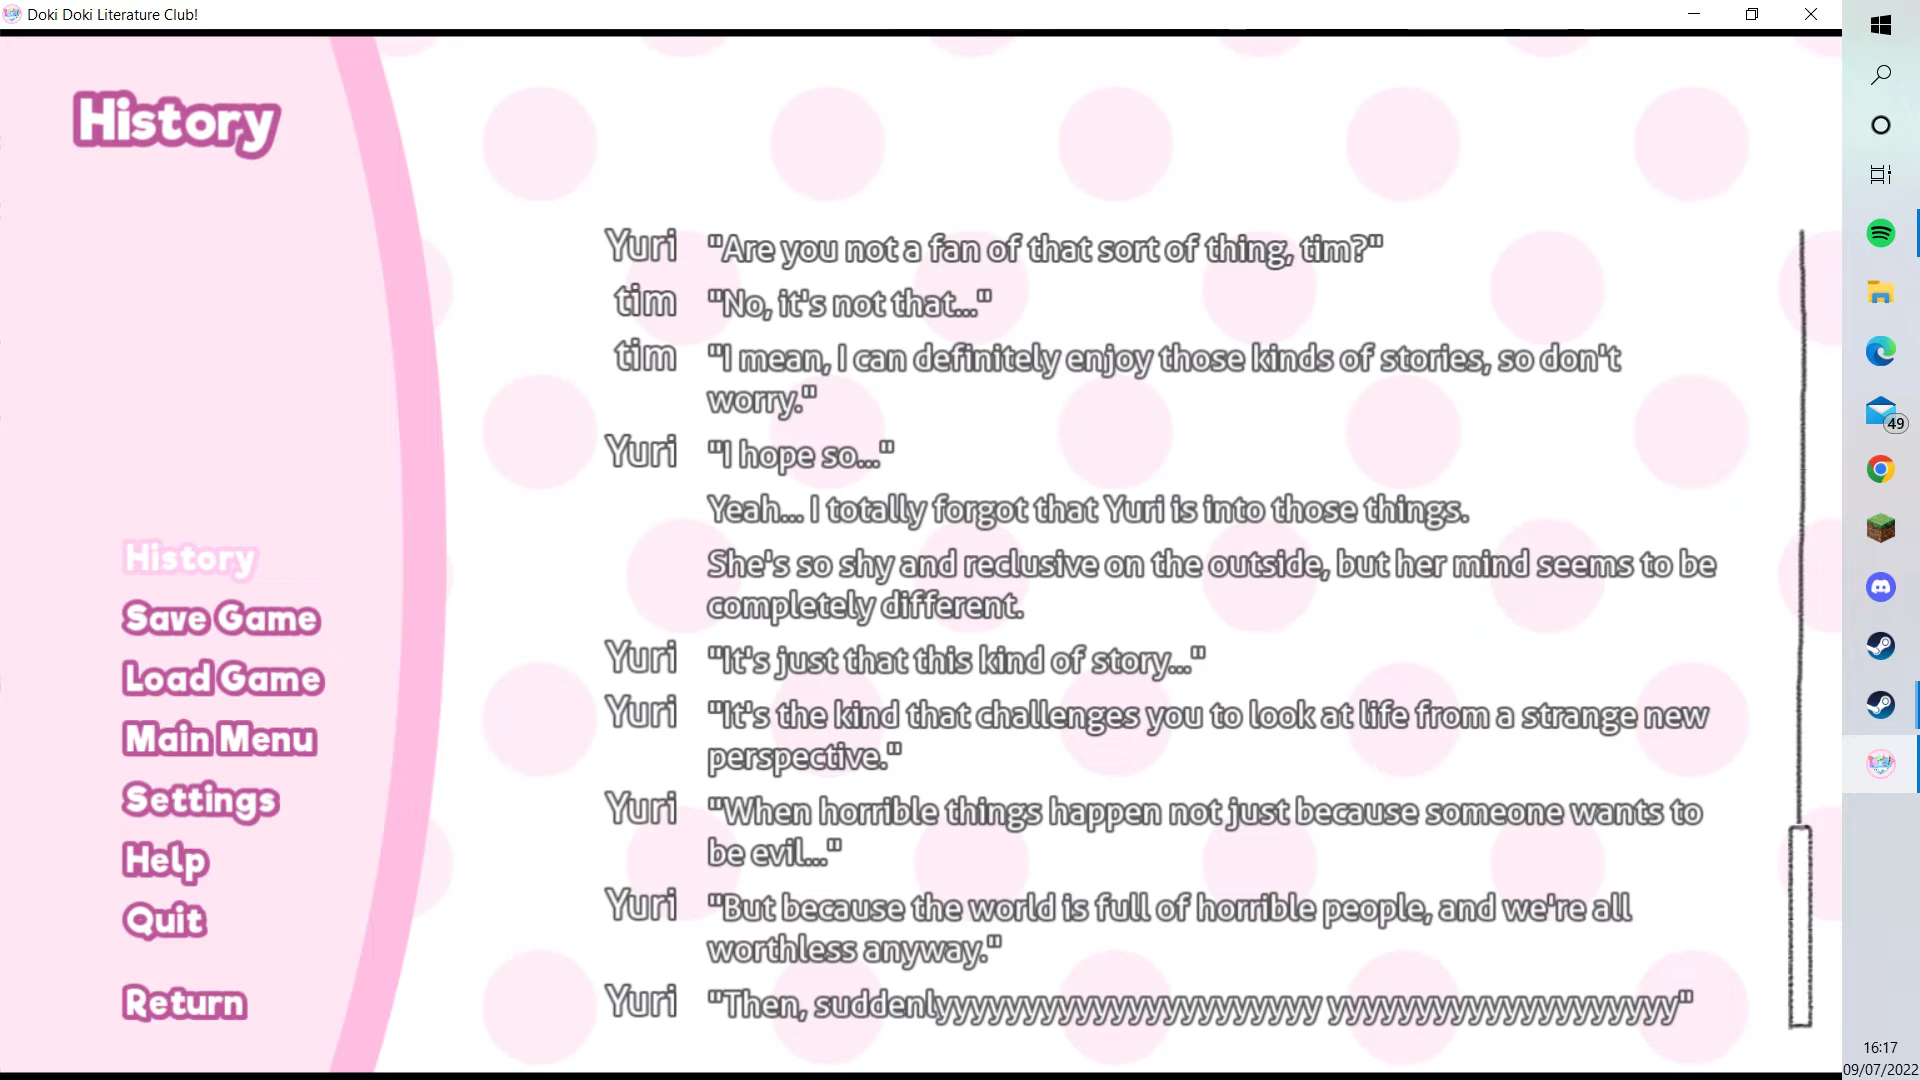 Doki Doki Literature Club!
History
Yuri "Are you not a fan of that sort of thing, tim?"
tim "No, it's not that..."
tim "I mean, I can definitely enjoy those kinds of stories, so don't
worry."
Yuri "I hope so..."
Yeah... I totally forgot that Yuri is into those things.
She's so shy and reclusive on the outside, but her mind seems to be
completely different.
Yuri "It's just that this kind of story..."
Yuri "It's the kind that challenges you to look at life from a strange new
perspective."
Yuri "When horrible things happen not just because someone wants to
be evil..."
Yuri "But because the world is full of horrible people, and we're all
worthless anyway."
Yuri "Then, suddenlyyyyyyyyyyyyyyyyyyyyyy yyyyyyyyyyyyyyyyyyyy"
History
Save Game
Load Game
Main Menu
Settings
Help
Quit
Return
49
16:17
09/07/2022